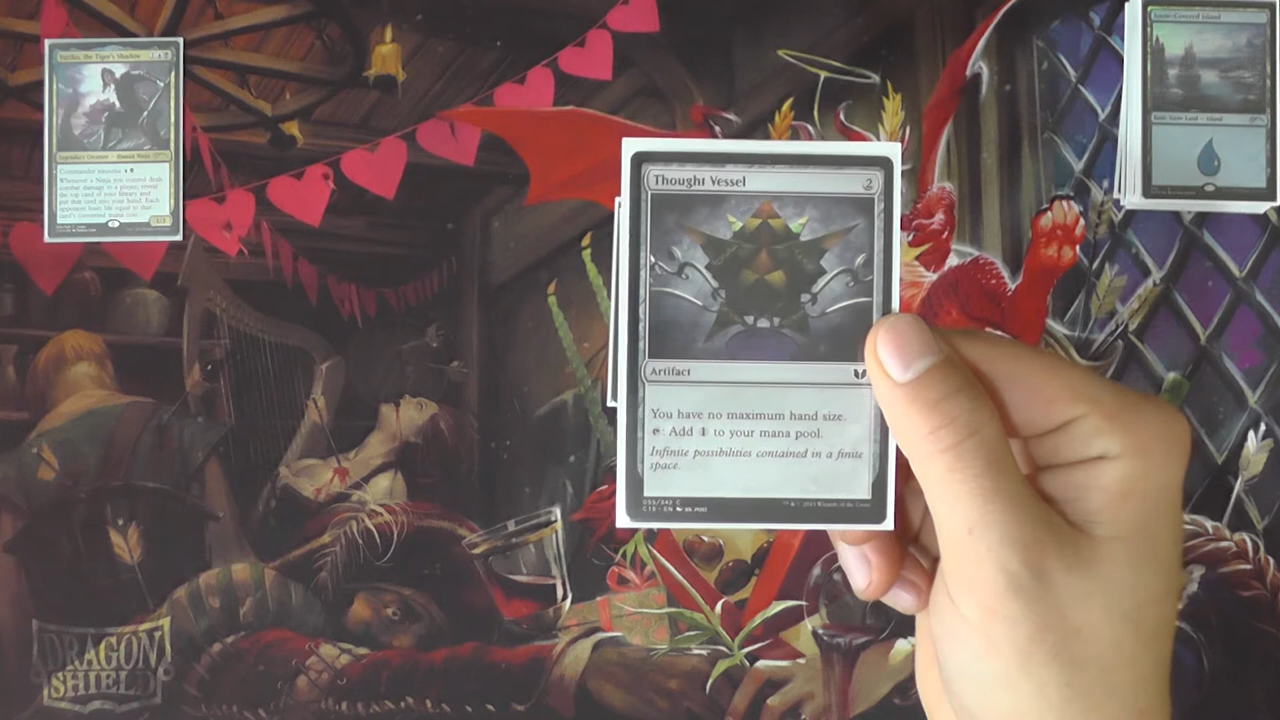 Yuriko, the Tiger's Shadow
Legendary Creature — Human Ninja
Commander ninjutsu
Whenever a Ninja you control deals
combat damage to a player, reveal
the top card of your library and
put that card into your hand. Each
opponent loses life equal to that
card's converted mana cost.
1/3
Thought Vessel 2
Artifact
You have no maximum hand size.
: Add 1 to your mana pool.
Infinite possibilities contained in a finite
space.
055/342 C
C15 • EN
Snow-Covered Island
Basic Snow Land — Island
DRAGON
SHIELD